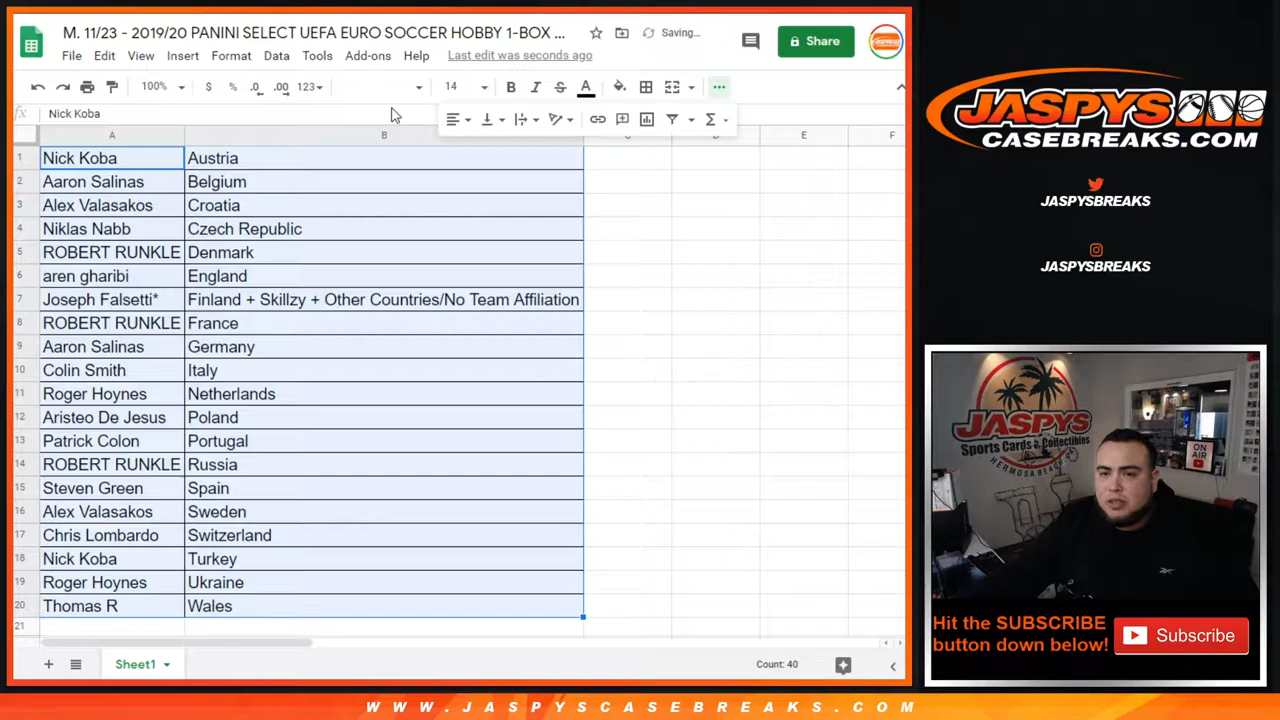 M. 11/23 - 2019/20 PANINI SELECT UEFA EURO SOCCER HOBBY 1-BOX ...
Saving...
Share
File Edit View Insert Format Data Tools Add-ons Help Last edit was seconds ago
100% $ % .0 .00 123 14 B I S A
fx Nick Koba
A B C D E F
1 Nick Koba Austria
2 Aaron Salinas Belgium
3 Alex Valasakos Croatia
4 Niklas Nabb Czech Republic
5 ROBERT RUNKLE Denmark
6 aren gharibi England
7 Joseph Falsetti* Finland + Skillzy + Other Countries/No Team Affiliation
8 ROBERT RUNKLE France
9 Aaron Salinas Germany
10 Colin Smith Italy
11 Roger Hoynes Netherlands
12 Aristeo De Jesus Poland
13 Patrick Colon Portugal
14 ROBERT RUNKLE Russia
15 Steven Green Spain
16 Alex Valasakos Sweden
17 Chris Lombardo Switzerland
18 Nick Koba Turkey
19 Roger Hoynes Ukraine
20 Thomas R Wales
21
Sheet1
Count: 40
JASPYS
CASEBREAKS.COM
JASPYSBREAKS
JASPYSBREAKS
JASPYS
Sports Cards & Collectibles
HERMOSA BEACH CA
ON AIR
Hit the SUBSCRIBE
button down below!
Subscribe
WWW.JASPYSCASEBREAKS.COM